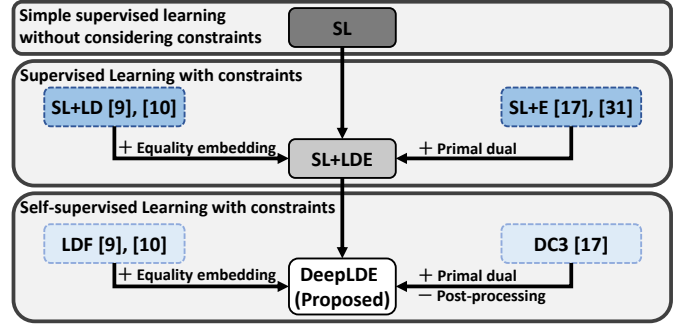 Simple supervised learning
without considering constraints
SL
Supervised Learning with constraints
SL+LD [9], [10]
SL+E [17], [31]
+ Equality embedding
SL+LDE
+ Primal dual
Self-supervised Learning with constraints
LDF [9], [10]
DC3 [17]
+ Equality embedding
DeepLDE
(Proposed)
+ Primal dual
− Post-processing